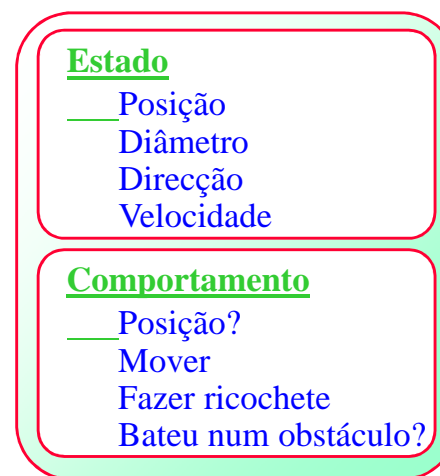 Estado
Posição
Diâmetro
Direcção
Velocidade
Comportamento
Posição?
Mover
Fazer ricochete
Bateu num obstáculo?